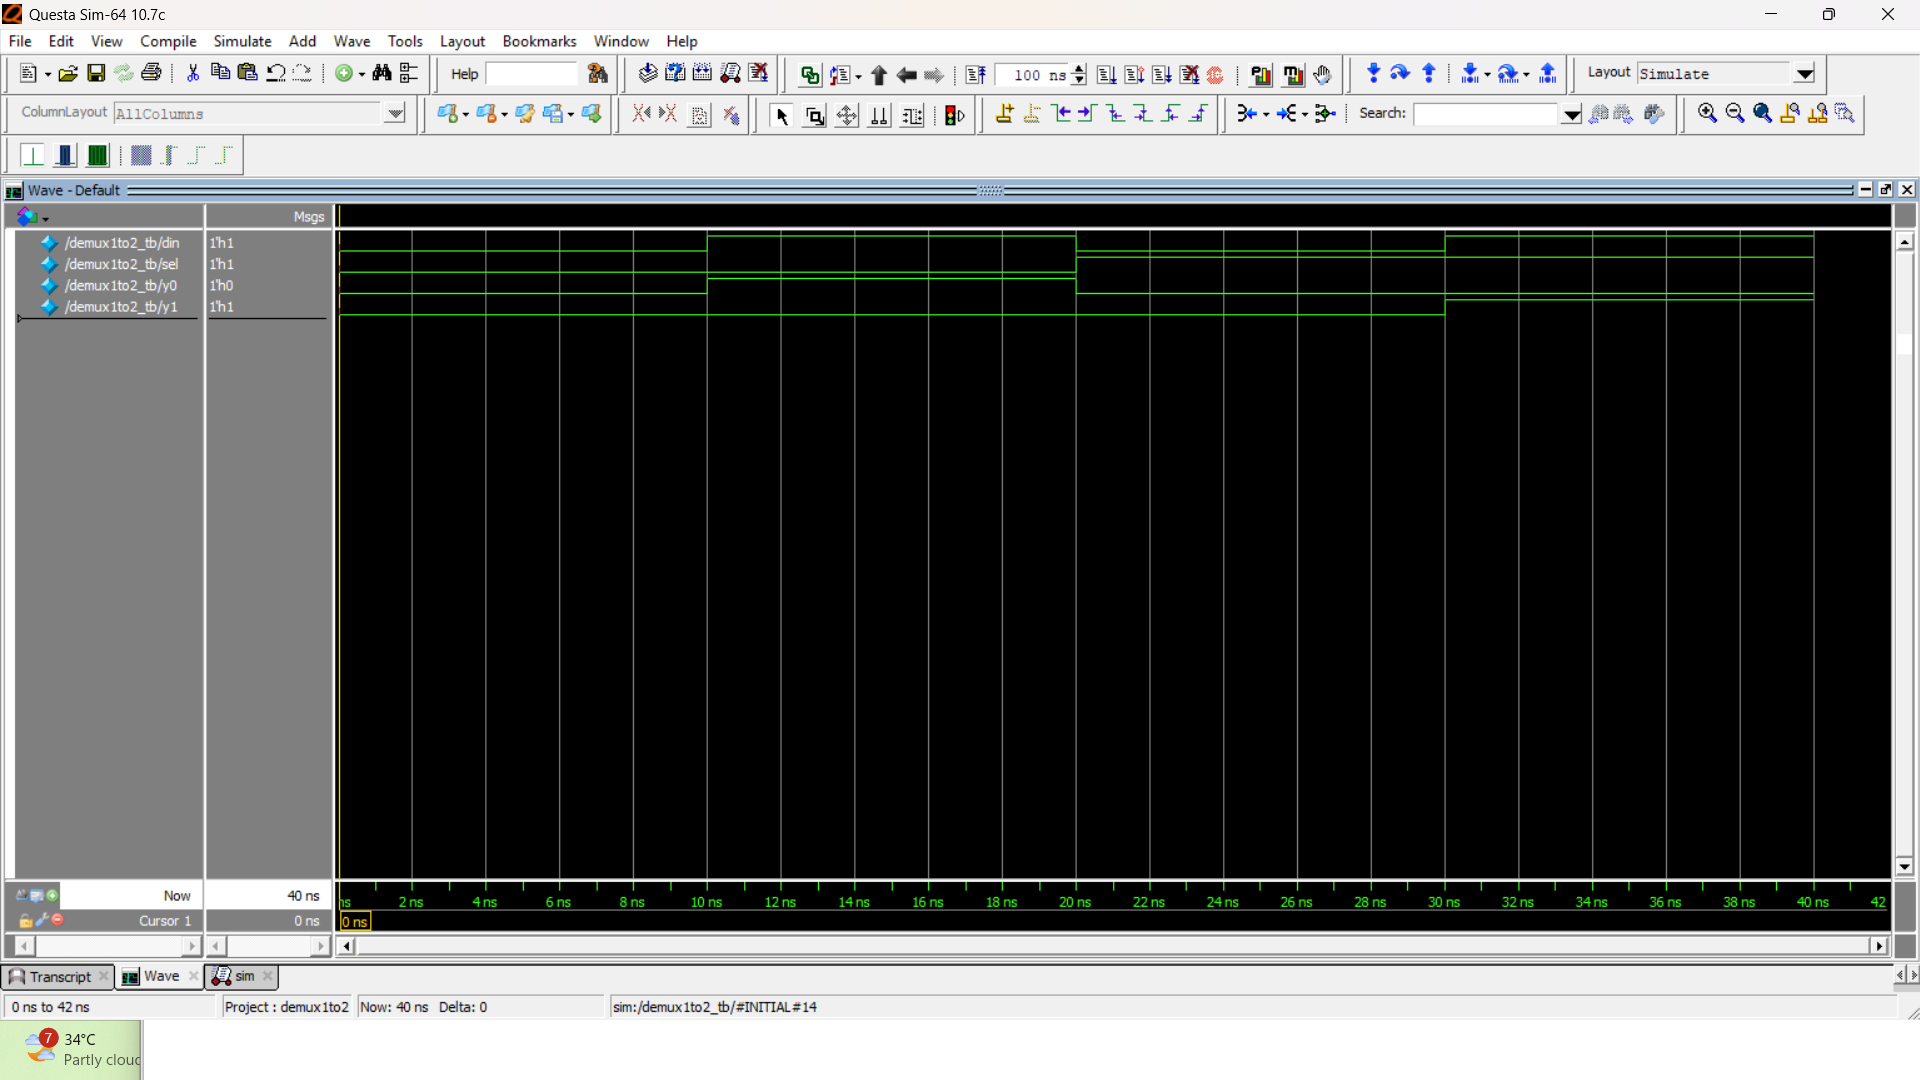 Questa Sim-64 10.7c
File Edit View Compile Simulate Add Wave Tools Layout Bookmarks Window Help
Help 100 ns Layout Simulate
ColumnLayout AllColumns Search:
Wave - Default
Msgs
/demux1to2_tb/din 1'h1
/demux1to2_tb/sel 1'h1
/demux1to2_tb/y0 1'h0
/demux1to2_tb/y1 1'h1
Now 40 ns ns 2 ns 4 ns 6 ns 8 ns 10 ns 12 ns 14 ns 16 ns 18 ns 20 ns 22 ns 24 ns 26 ns 28 ns 30 ns 32 ns 34 ns 36 ns 38 ns 40 ns 42
Cursor 1 0 ns 0 ns
Transcript Wave sim
0 ns to 42 ns Project : demux1to2 Now: 40 ns Delta: 0 sim:/demux1to2_tb/#INITIAL#14
7 34°C
Partly clouc